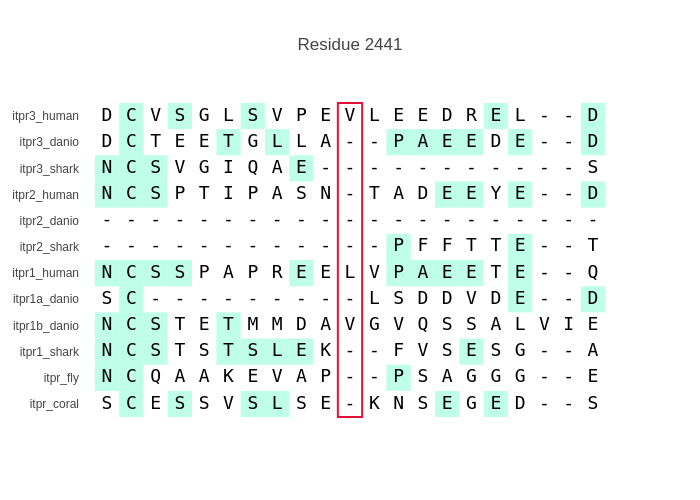 Residue 2441
itpr3_human D C V S G L S V P E V L E E D R E L - - D
itpr3_danio D C T E E T G L L A - - P A E E D E - - D
itpr3_shark N C S V G I Q A E - - - - - - - - - - - S
itpr2_human N C S P T I P A S N - T A D E E Y E - - D
itpr2_danio - - - - - - - - - - - - - - - - - - - - -
itpr2_shark - - - - - - - - - - - - P F F T T E - - T
itpr1_human N C S S P A P R E E L V P A E E T E - - Q
itpr1a_danio S C - - - - - - - - - L S D D V D E - - D
itpr1b_danio N C S T E T M M D A V G V Q S S A L V I E
itpr1_shark N C S T S T S L E K - - F V S E S G - - A
itpr_fly N C Q A A K E V A P - - P S A G G G - - E
itpr_coral S C E S S V S L S E - K N S E G E D - - S